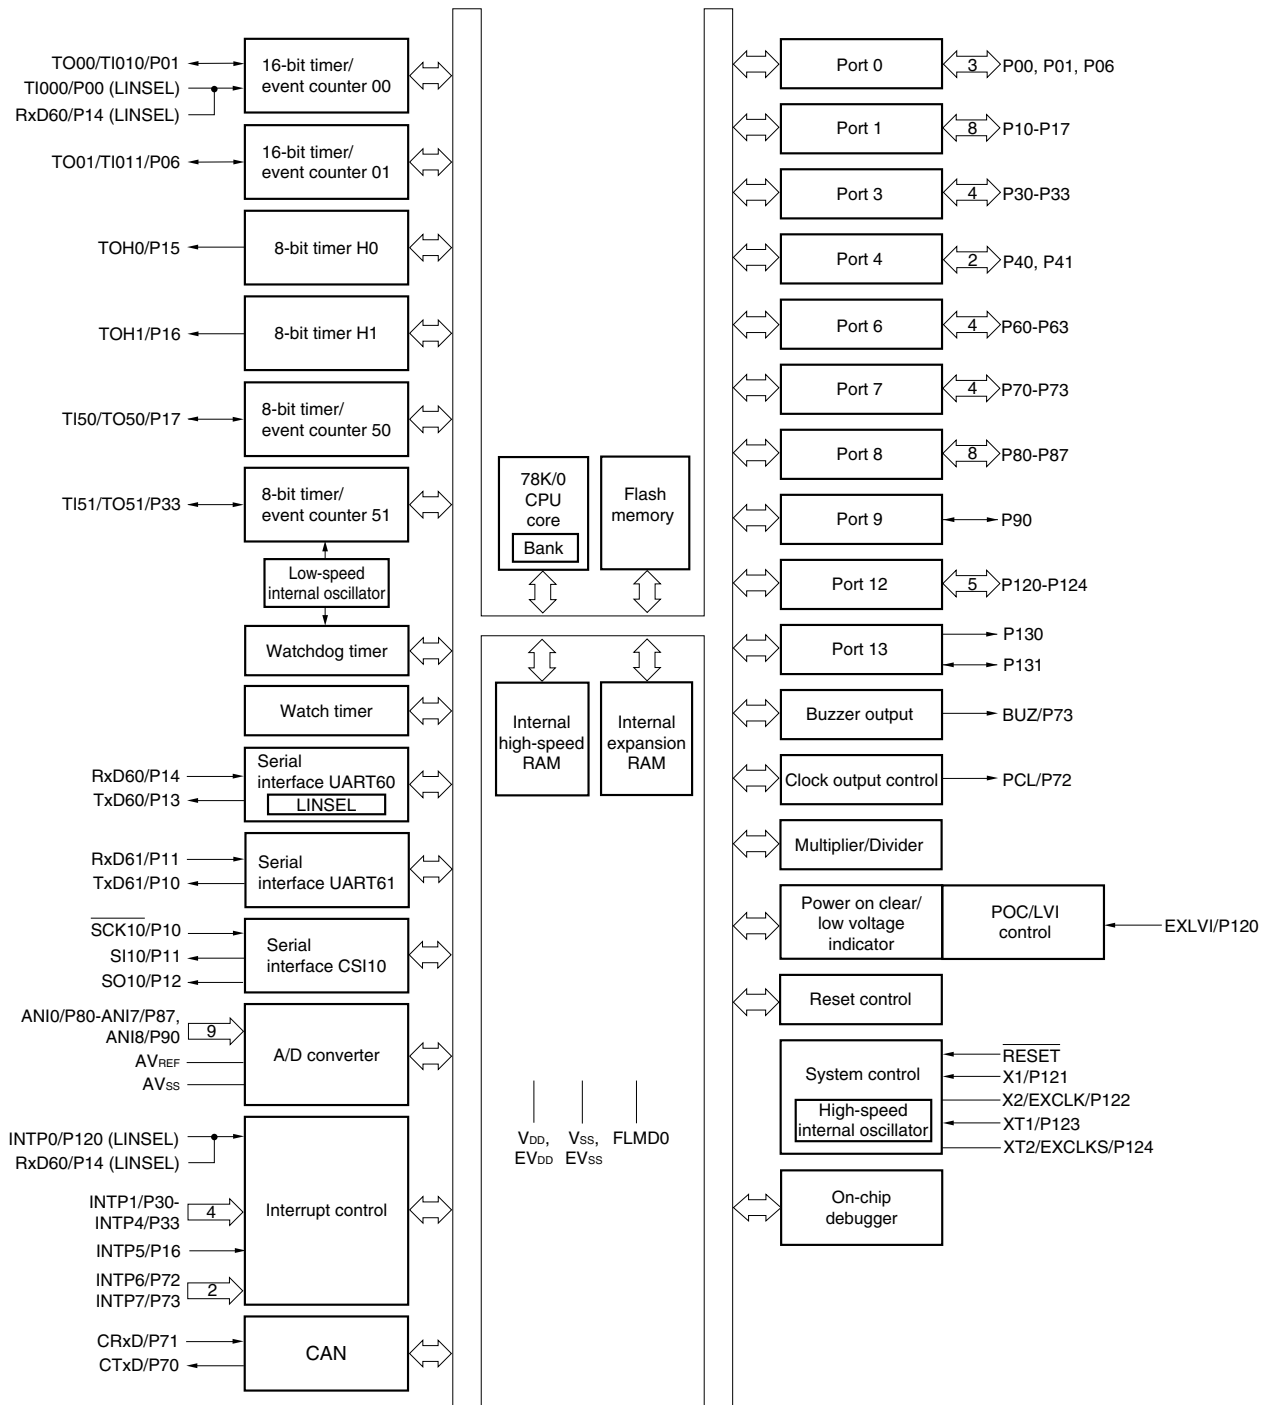 TO00/TI010/P01
TI000/P00 (LINSEL)
RxD60/P14 (LINSEL)
16-bit timer/
event counter 00
TO01/TI011/P06
16-bit timer/
event counter 01
TOH0/P15
8-bit timer H0
TOH1/P16
8-bit timer H1
TI50/TO50/P17
8-bit timer/
event counter 50
TI51/TO51/P33
8-bit timer/
event counter 51
Low-speed
internal oscillator
Watchdog timer
Watch timer
RxD60/P14
TxD60/P13
Serial
interface UART60
LINSEL
RxD61/P11
TxD61/P10
Serial
interface UART61
SCK10/P10
SI10/P11
SO10/P12
Serial
interface CSI10
ANI0/P80-ANI7/P87,
ANI8/P90
9
AVREF
AVSS
A/D converter
INTP0/P120 (LINSEL)
RxD60/P14 (LINSEL)
INTP1/P30-
INTP4/P33
4
INTP5/P16
INTP6/P72
INTP7/P73
2
Interrupt control
CRxD/P71
CTxD/P70
CAN
78K/0
CPU
core
Bank
Flash
memory
Internal
high-speed
RAM
Internal
expansion
RAM
VDD,
EVDD
VSS,
EVSS
FLMD0
Port 0
3
P00, P01, P06
Port 1
8
P10-P17
Port 3
4
P30-P33
Port 4
2
P40, P41
Port 6
4
P60-P63
Port 7
4
P70-P73
Port 8
8
P80-P87
Port 9
P90
Port 12
5
P120-P124
Port 13
P130
P131
Buzzer output
BUZ/P73
Clock output control
PCL/P72
Multiplier/Divider
Power on clear/
low voltage
indicator
POC/LVI
control
EXLVI/P120
Reset control
System control
High-speed
internal oscillator
RESET
X1/P121
X2/EXCLK/P122
XT1/P123
XT2/EXCLKS/P124
On-chip
debugger